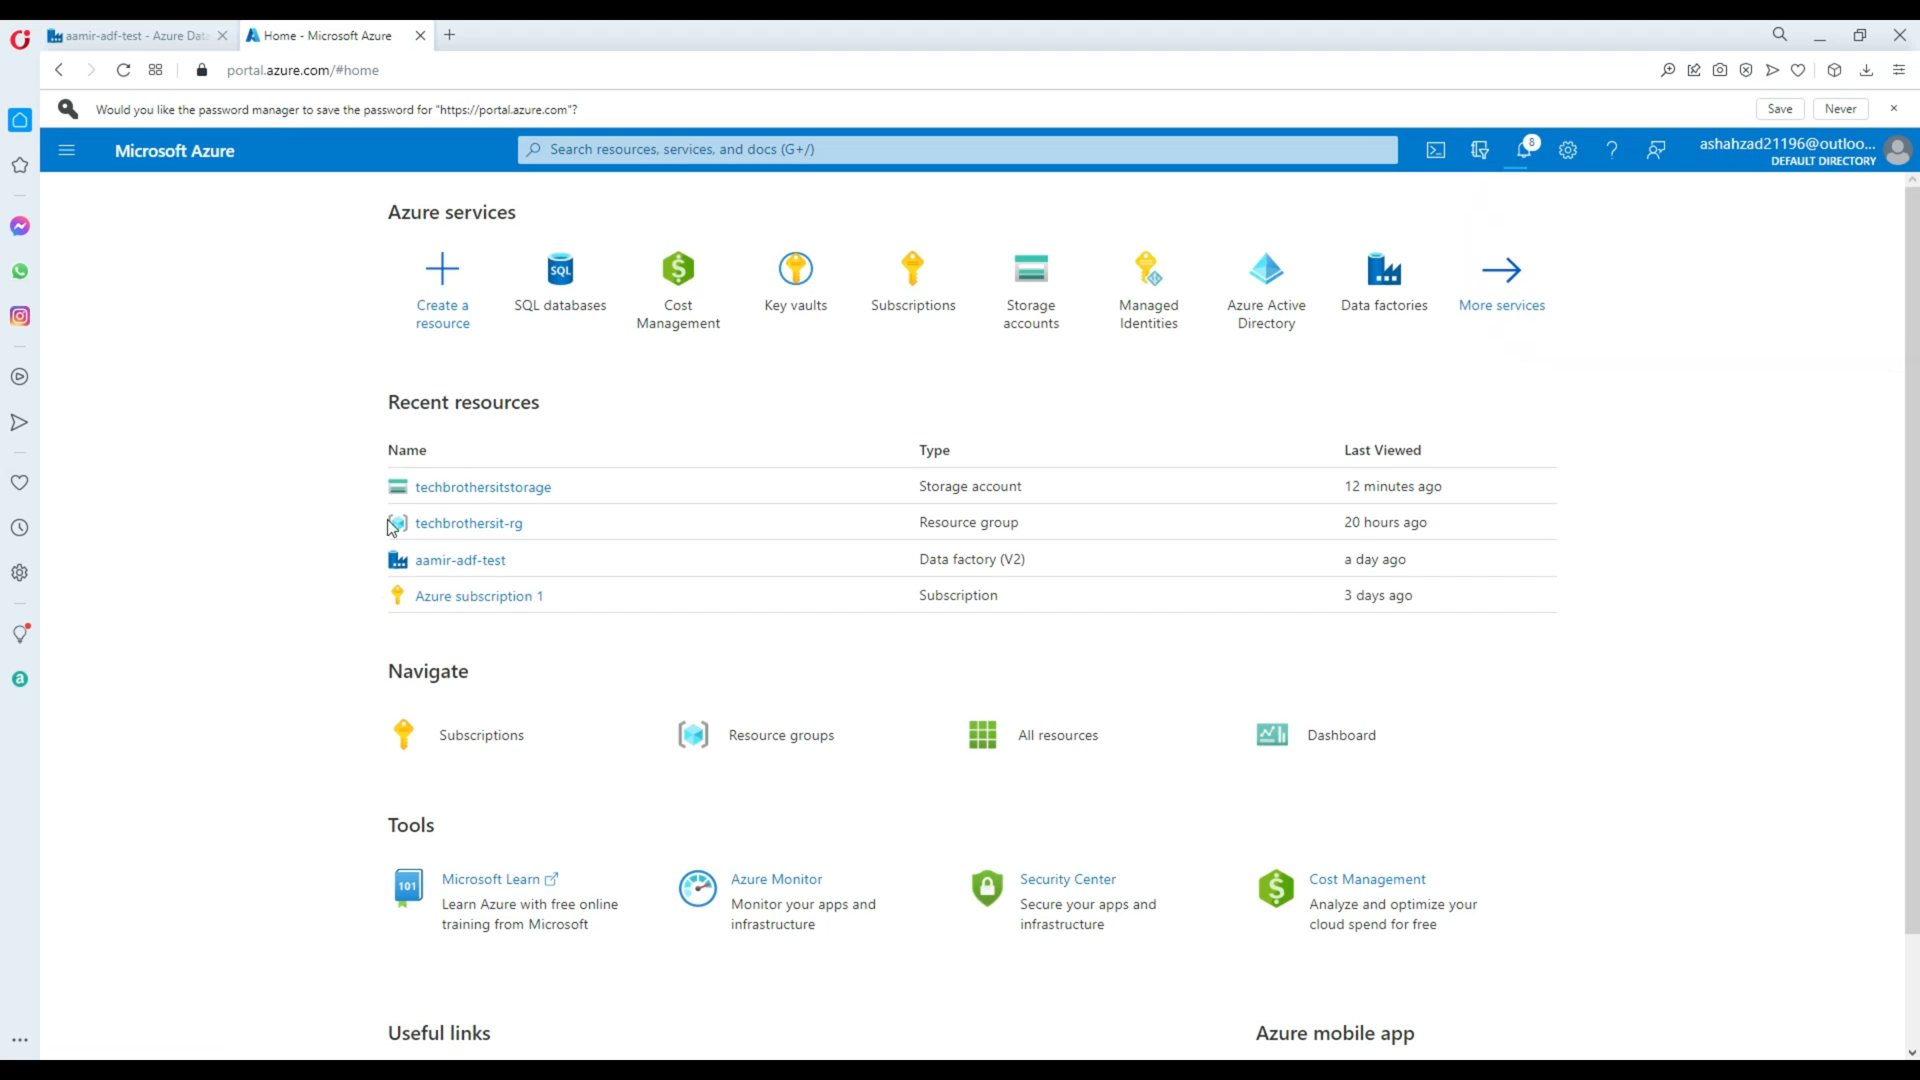 aamir-adf-test - Azure Dat
Home - Microsoft Azure
portal.azure.com/#home
Would you like the password manager to save the password for "https://portal.azure.com"?
Save
Never
Microsoft Azure
Search resources, services, and docs (G+/)
8
ashahzad21196@outloo...
DEFAULT DIRECTORY
Azure services
Create a
resource
SQL
SQL databases
Cost
Management
Key vaults
Subscriptions
Storage
accounts
Managed
Identities
Azure Active
Directory
Data factories
More services
Recent resources
Name Type Last Viewed
techbrothersitstorage Storage account 12 minutes ago
techbrothersit-rg Resource group 20 hours ago
aamir-adf-test Data factory (V2) a day ago
Azure subscription 1 Subscription 3 days ago
Navigate
Subscriptions
Resource groups
All resources
Dashboard
Tools
101
Microsoft Learn
Learn Azure with free online
training from Microsoft
Azure Monitor
Monitor your apps and
infrastructure
Security Center
Secure your apps and
infrastructure
Cost Management
Analyze and optimize your
cloud spend for free
Useful links
Azure mobile app